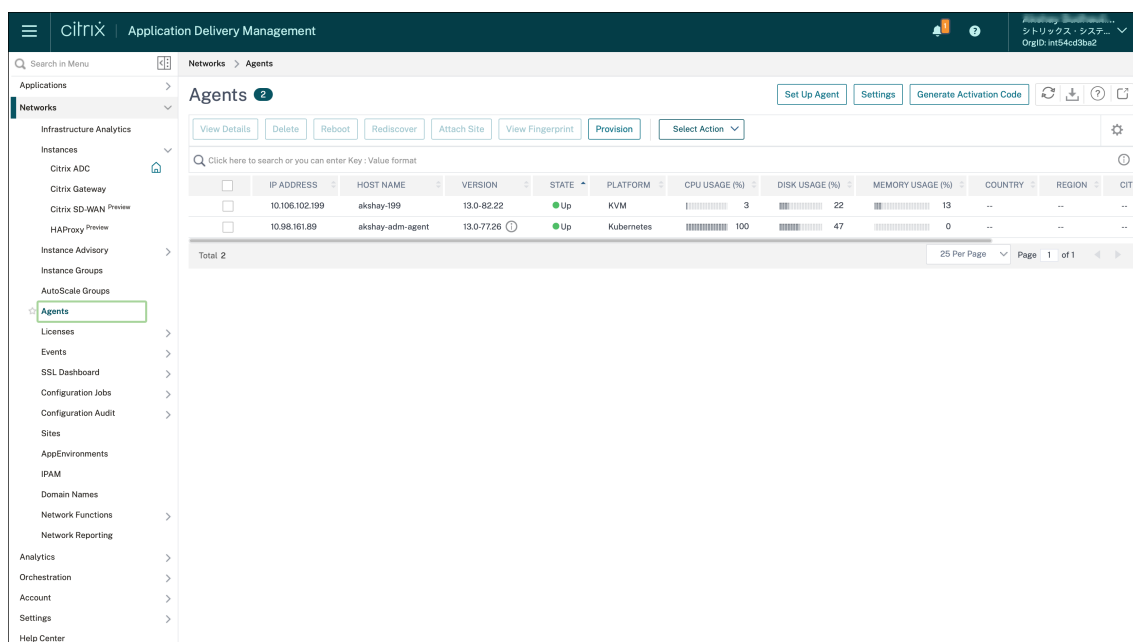 citrix | Application Delivery Management
1
?
シトリックス・システ...
OrgID: int54cd3ba2
Search in Menu
Networks > Agents
Applications
Networks
Infrastructure Analytics
Instances
Citrix ADC
Citrix Gateway
Citrix SD-WAN Preview
HAProxy Preview
Instance Advisory
Instance Groups
AutoScale Groups
Agents
Licenses
Events
SSL Dashboard
Configuration Jobs
Configuration Audit
Sites
AppEnvironments
IPAM
Domain Names
Network Functions
Network Reporting
Analytics
Orchestration
Account
Settings
Help Center
Agents 2
Set Up Agent Settings Generate Activation Code ?
View Details Delete Reboot Rediscover Attach Site View Fingerprint Provision Select Action
Click here to search or you can enter Key : Value format
IP ADDRESS HOST NAME VERSION STATE PLATFORM CPU USAGE (%) DISK USAGE (%) MEMORY USAGE (%) COUNTRY REGION CIT
10.106.102.199 akshay-199 13.0-82.22 Up KVM 3 22 13 -- -- --
10.98.161.89 akshay-adm-agent 13.0-77.26 Up Kubernetes 100 47 0 -- -- --
Total 2 25 Per Page Page 1 of 1